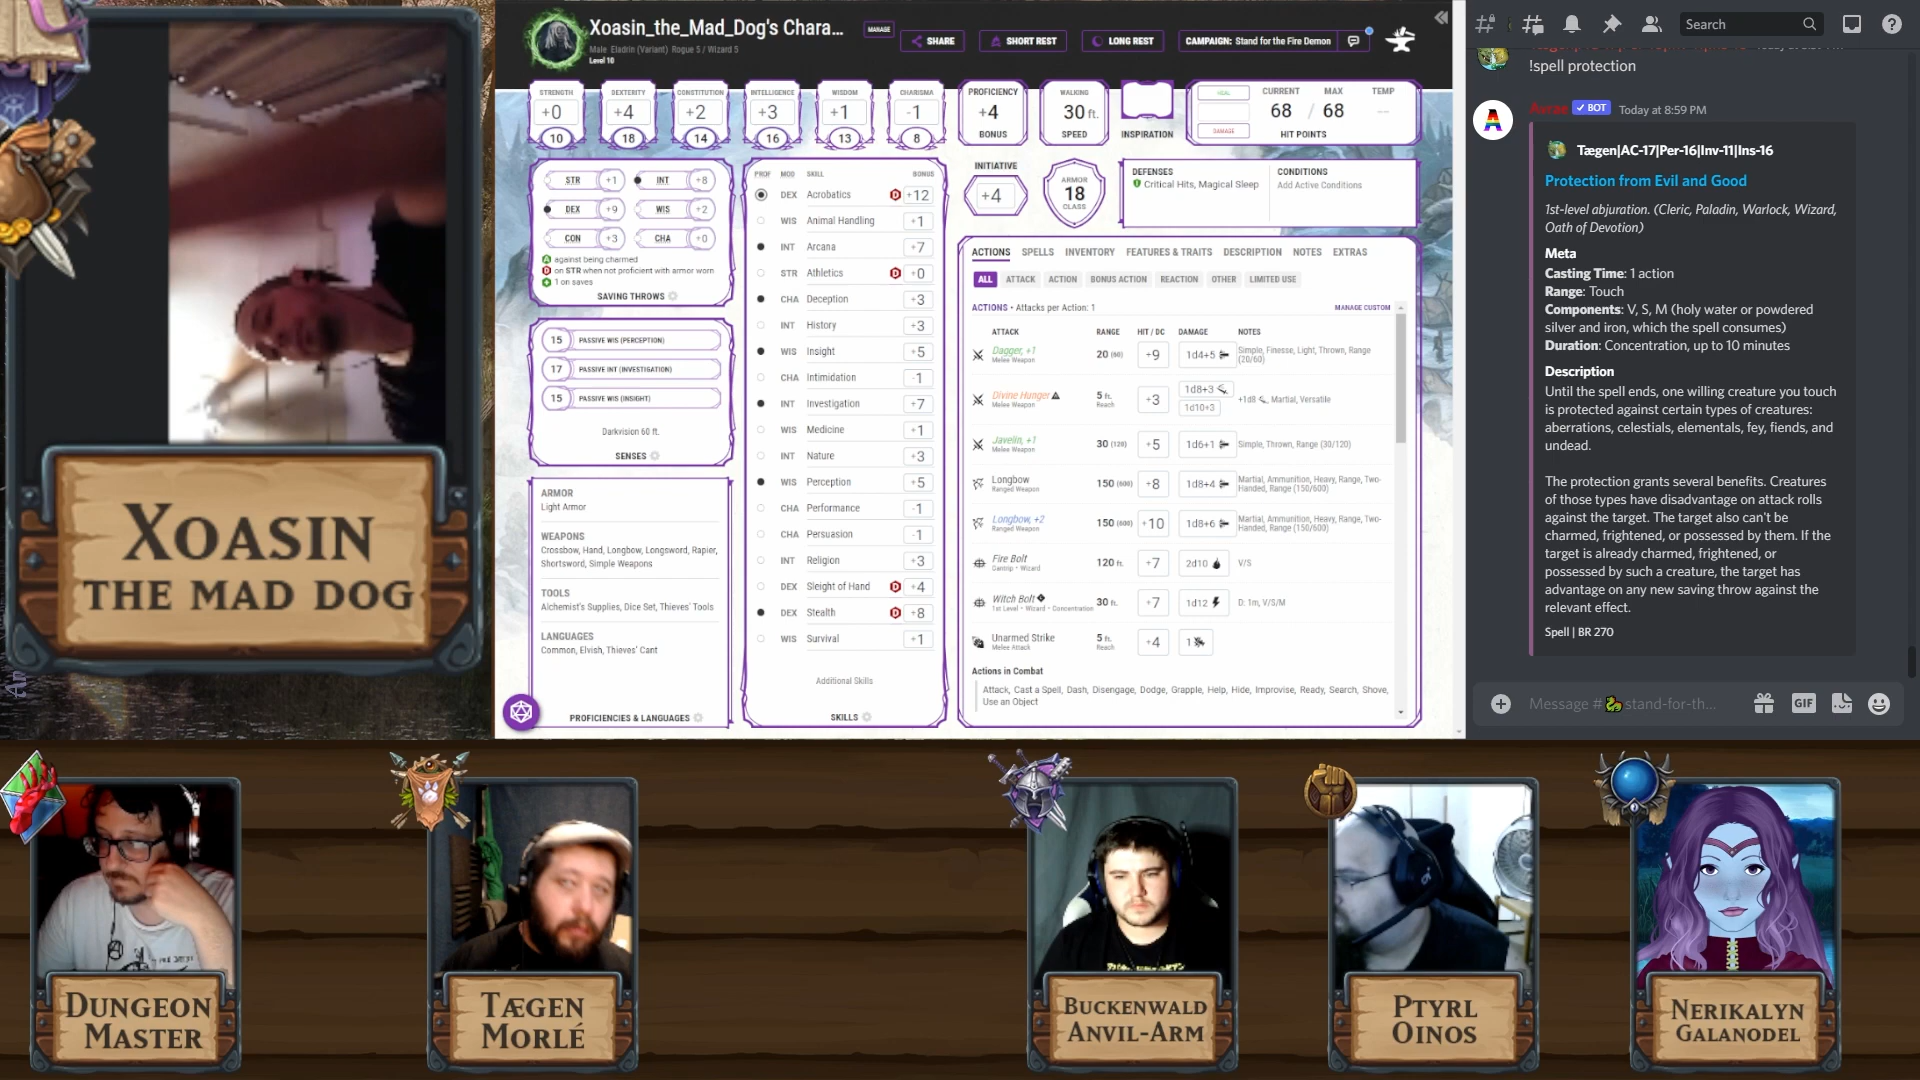 XOASIN
THE MAD DOG
Xoasin_the_Mad_Dog's Chara...
MANAGE
Male Eladrin (Variant) Rogue 5 / Wizard 5
Level 10
SHARE
SHORT REST
LONG REST
CAMPAIGN: Stand for the Fire Demon
STRENGTH
+0
10
DEXTERITY
+4
18
CONSTITUTION
+2
14
INTELLIGENCE
+3
16
WISDOM
+1
13
CHARISMA
-1
8
PROFICIENCY
+4
BONUS
WALKING
30 ft.
SPEED
INSPIRATION
HEAL
DAMAGE
CURRENT MAX TEMP
68 / 68 --
HIT POINTS
STR +1 INT +8
DEX +9 WIS +2
CON +3 CHA +0
against being charmed
on STR when not proficient with armor worn
1 on saves
SAVING THROWS
15 PASSIVE WIS (PERCEPTION)
17 PASSIVE INT (INVESTIGATION)
15 PASSIVE WIS (INSIGHT)
Darkvision 60 ft.
SENSES
ARMOR
Light Armor
WEAPONS
Crossbow, Hand, Longbow, Longsword, Rapier,
Shortsword, Simple Weapons
TOOLS
Alchemist's Supplies, Dice Set, Thieves' Tools
LANGUAGES
Common, Elvish, Thieves' Cant
PROFICIENCIES & LANGUAGES
PROF MOD SKILL BONUS
DEX Acrobatics +12
WIS Animal Handling +1
INT Arcana +7
STR Athletics +0
CHA Deception +3
INT History +3
WIS Insight +5
CHA Intimidation -1
INT Investigation +7
WIS Medicine +1
INT Nature +3
WIS Perception +5
CHA Performance -1
CHA Persuasion -1
INT Religion +3
DEX Sleight of Hand +4
DEX Stealth +8
WIS Survival +1
Additional Skills
SKILLS
INITIATIVE
+4
ARMOR
18
CLASS
DEFENSES
Critical Hits, Magical Sleep
CONDITIONS
Add Active Conditions
ACTIONS SPELLS INVENTORY FEATURES & TRAITS DESCRIPTION NOTES EXTRAS
ALL ATTACK ACTION BONUS ACTION REACTION OTHER LIMITED USE
ACTIONS • Attacks per Action: 1
MANAGE CUSTOM
ATTACK RANGE HIT / DC DAMAGE NOTES
Dagger, +1
Melee Weapon
20 (60) +9 1d4+5
Simple, Finesse, Light, Thrown, Range
(20/60)
Divine Hunger
Melee Weapon
5 ft.
Reach
+3
1d8+3
1d10+3
+1d8 , Martial, Versatile
Javelin, +1
Melee Weapon
30 (120) +5 1d6+1 Simple, Thrown, Range (30/120)
Longbow
Ranged Weapon
150 (600) +8 1d8+4
Martial, Ammunition, Heavy, Range, Two-
Handed, Range (150/600)
Longbow, +2
Ranged Weapon
150 (600) +10 1d8+6
Martial, Ammunition, Heavy, Range, Two-
Handed, Range (150/600)
Fire Bolt
Cantrip • Wizard
120 ft. +7 2d10 V/S
Witch Bolt
1st Level • Wizard • Concentration
30 ft. +7 1d12 D: 1m, V/S/M
Unarmed Strike
Melee Attack
5 ft.
Reach
+4 1
Actions in Combat
Attack, Cast a Spell, Dash, Disengage, Dodge, Grapple, Help, Hide, Improvise, Ready, Search, Shove,
Use an Object
Search
!spell protection
Avrae BOT Today at 8:59 PM
Tægen|AC-17|Per-16|Inv-11|Ins-16
Protection from Evil and Good
1st-level abjuration. (Cleric, Paladin, Warlock, Wizard,
Oath of Devotion)
Meta
Casting Time: 1 action
Range: Touch
Components: V, S, M (holy water or powdered
silver and iron, which the spell consumes)
Duration: Concentration, up to 10 minutes
Description
Until the spell ends, one willing creature you touch
is protected against certain types of creatures:
aberrations, celestials, elementals, fey, fiends, and
undead.
The protection grants several benefits. Creatures
of those types have disadvantage on attack rolls
against the target. The target also can't be
charmed, frightened, or possessed by them. If the
target is already charmed, frightened, or
possessed by such a creature, the target has
advantage on any new saving throw against the
relevant effect.
Spell | BR 270
Message # stand-for-th...
GIF
DUNGEON
MASTER
TÆGEN
MORLÉ
BUCKENWALD
ANVIL-ARM
PTYRL
OINOS
NERIKALYN
GALANODEL